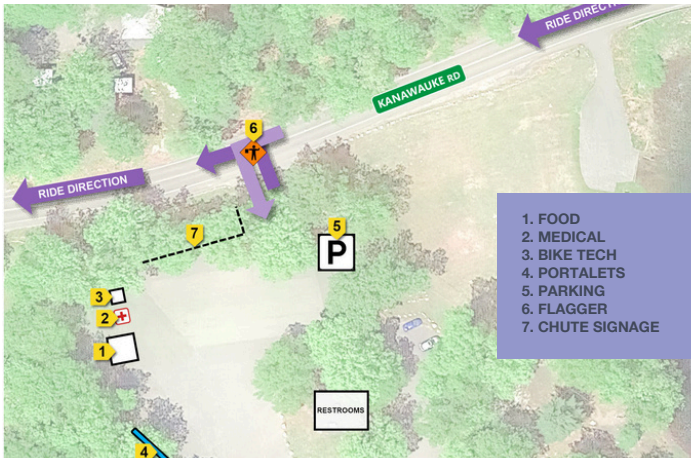 RIDE DIREC
KANAWAUKE RD
6
RIDE DIRECTION
5
P
7
3
2
1
4
RESTROOMS
1. FOOD
2. MEDICAL
3. BIKE TECH
4. PORTALETS
5. PARKING
6. FLAGGER
7. CHUTE SIGNAGE